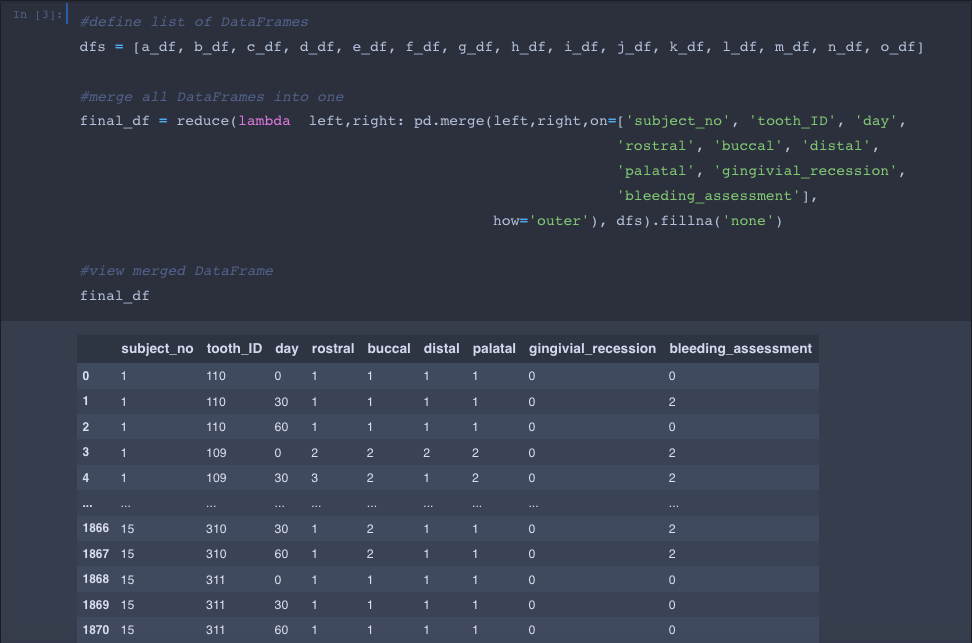 In [3]:
#define list of DataFrames
dfs = [a_df, b_df, c_df, d_df, e_df, f_df, g_df, h_df, i_df, j_df, k_df, l_df, m_df, n_df, o_df]
#merge all DataFrames into one
final_df = reduce(lambda  left,right: pd.merge(left,right,on=['subject_no', 'tooth_ID', 'day',
'rostral', 'buccal', 'distal',
'palatal', 'gingivial_recession',
'bleeding_assessment'],
how='outer'), dfs).fillna('none')
#view merged DataFrame
final_df
subject_no tooth_ID day rostral buccal distal palatal gingivial_recession bleeding_assessment
0 1 110 0 1 1 1 1 0 0
1 1 110 30 1 1 1 1 0 2
2 1 110 60 1 1 1 1 0 0
3 1 109 0 2 2 2 2 0 2
4 1 109 30 3 2 1 2 0 2
... ... ... ... ... ... ... ... ... ...
1866 15 310 30 1 2 1 1 0 2
1867 15 310 60 1 2 1 1 0 2
1868 15 311 0 1 1 1 1 0 0
1869 15 311 30 1 1 1 1 0 0
1870 15 311 60 1 1 1 1 0 0